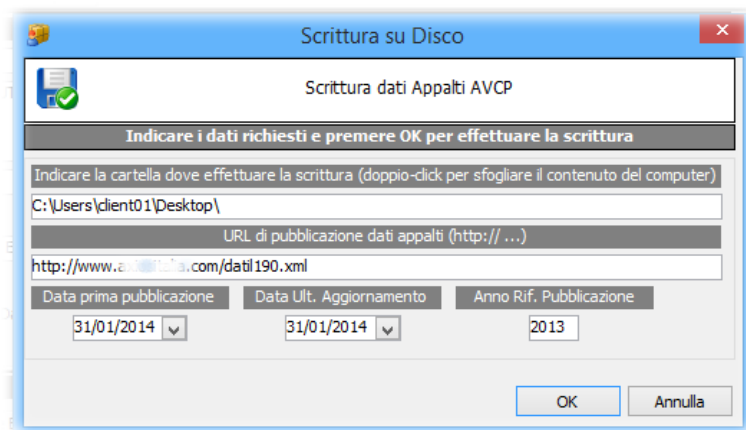 Scrittura su Disco
Scrittura dati Appalti AVCP
Indicare i dati richiesti e premere OK per effettuare la scrittura
Indicare la cartella dove effettuare la scrittura (doppio-click per sfogliare il contenuto del computer)
C:\Users\client01\Desktop\
URL di pubblicazione dati appalti (http:// ...)
http://www. .com/datil190.xml
Data prima pubblicazione Data Ult. Aggiornamento Anno Rif. Pubblicazione
31/01/2014 31/01/2014 2013
OK Annulla